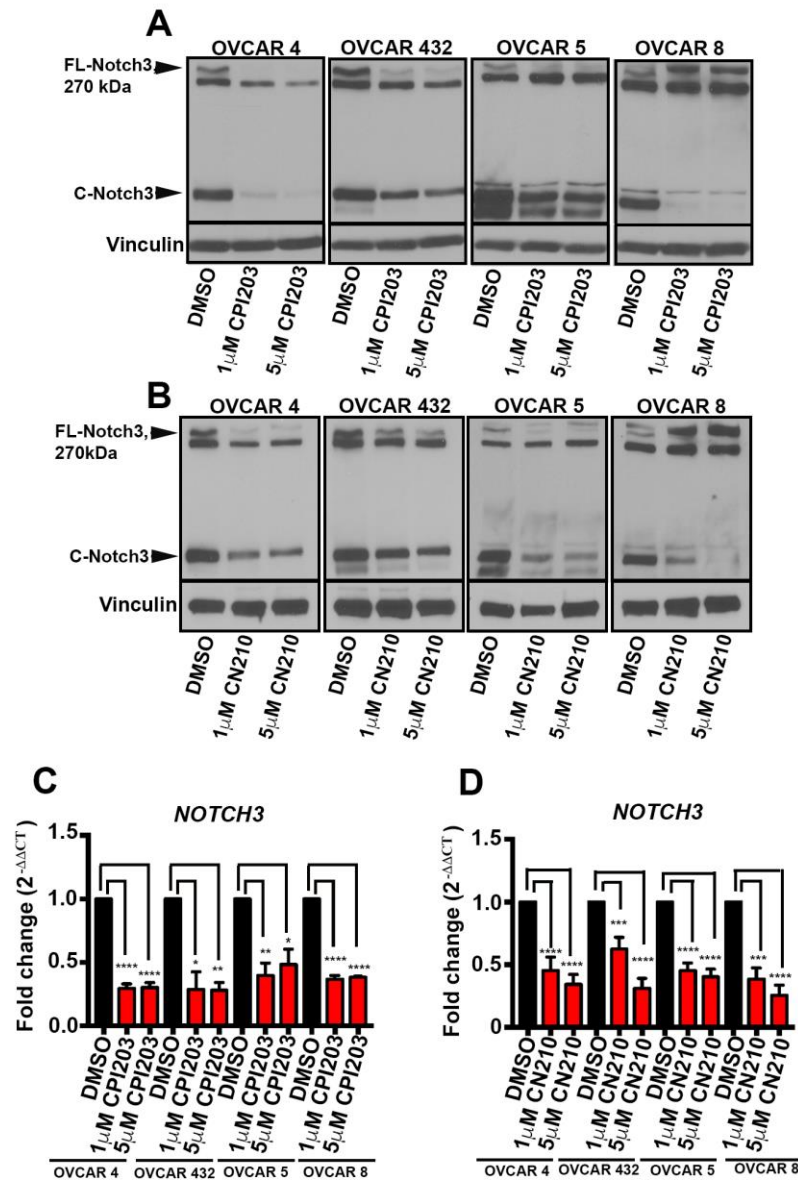 A
OVCAR 4 OVCAR 432 OVCAR 5 OVCAR 8
FL-Notch3,
270 kDa
C-Notch3
Vinculin
DMSO 1μM CPI203 5μM CPI203 DMSO 1μM CPI203 5μM CPI203 DMSO 1μM CPI203 5μM CPI203 DMSO 1μM CPI203 5μM CPI203
B
OVCAR 4 OVCAR 432 OVCAR 5 OVCAR 8
FL-Notch3,
270kDa
C-Notch3
Vinculin
DMSO 1μM CN210 5μM CN210 DMSO 1μM CN210 5μM CN210 DMSO 1μM CN210 5μM CN210 DMSO 1μM CN210 5μM CN210
C
NOTCH3
Fold change (2-ΔΔCT)
1.5
1.0
0.5
0.0
**** **** * ** ** * **** ****
DMSO 1μM CPI203 5μM CPI203 DMSO 1μM CPI203 5μM CPI203 DMSO 1μM CPI203 5μM CPI203 DMSO 1μM CPI203 5μM CPI203
OVCAR 4 OVCAR 432 OVCAR 5 OVCAR 8
D
NOTCH3
Fold change (2-ΔΔCT)
1.5
1.0
0.5
0
**** **** *** **** **** **** *** ****
DMSO 1μM CN210 5μM CN210 DMSO 1μM CN210 5μM CN210 DMSO 1μM CN210 5μM CN210 DMSO 1μM CN210 5μM CN210
OVCAR 4 OVCAR 432 OVCAR 5 OVCAR 8